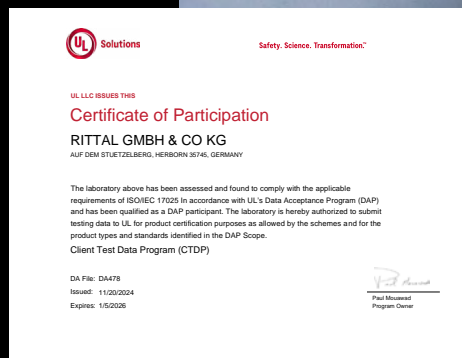 UL Solutions
Safety. Science. Transformation.™
UL LLC ISSUES THIS
Certificate of Participation
RITTAL GMBH & CO KG
AUF DEM STUETZELBERG, HERBORN 35745, GERMANY
The laboratory above has been assessed and found to comply with the applicable
requirements of ISO/IEC 17025 In accordance with UL's Data Acceptance Program (DAP)
and has been qualified as a DAP participant. The laboratory is hereby authorized to submit
testing data to UL for product certification purposes as allowed by the schemes and for the
product types and standards identified in the DAP Scope.
Client Test Data Program (CTDP)
DA File: DA478
Issued: 11/20/2024
Expires: 1/5/2026
Paul Mouawad
Paul Mouawad
Program Owner